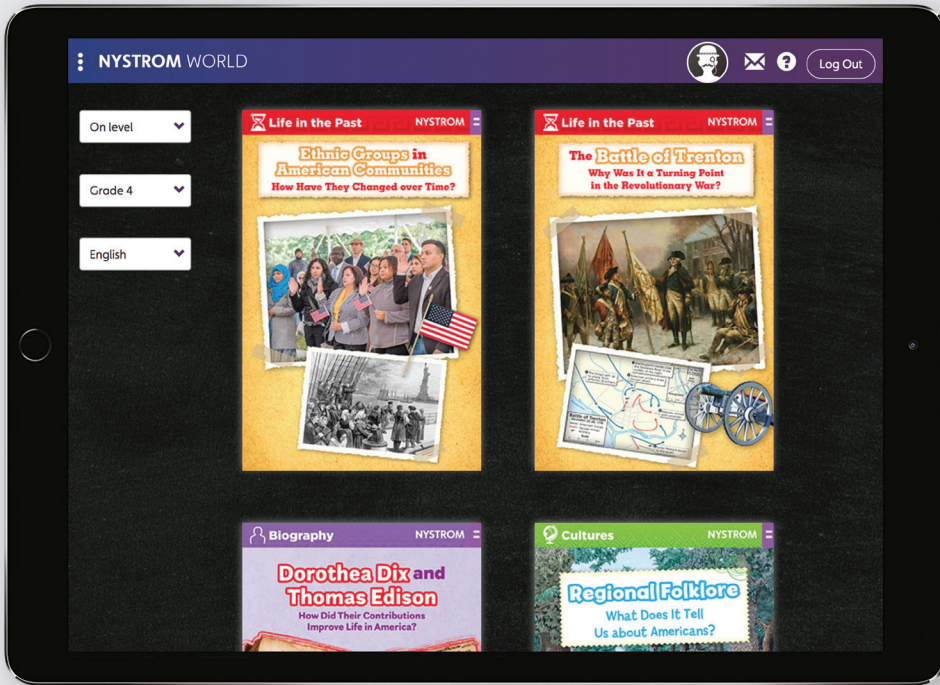 NYSTROM WORLD
Log Out
On level
Grade 4
English
Life in the Past NYSTROM
Ethnic Groups in
American Communities
How Have They Changed over Time?
Life in the Past NYSTROM
The Battle of Trenton
Why Was It a Turning Point
in the Revolutionary War?
Battle of Trenton
Biography NYSTROM
Dorothea Dix and
Thomas Edison
How Did Their Contributions
Improve Life in America?
Cultures NYSTROM
Regional Folklore
What Does It Tell
Us about Americans?